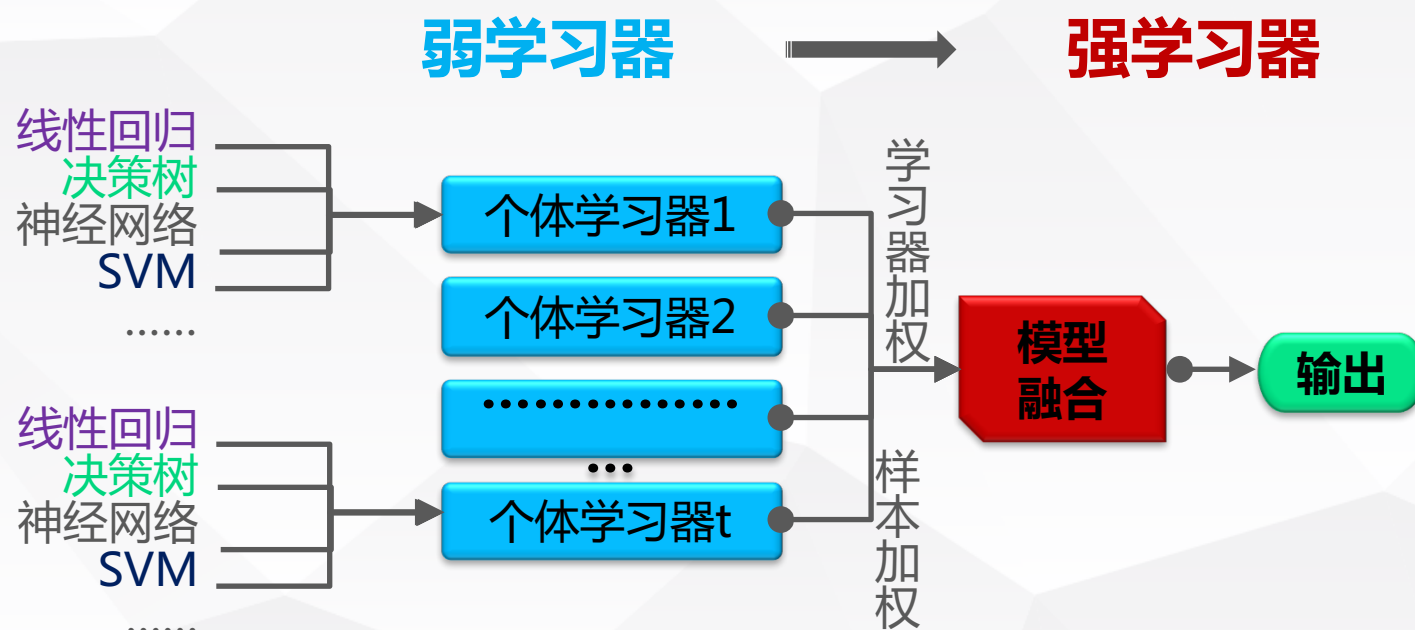 弱学习器
强学习器
线性回归
决策树
神经网络
SVM
……
线性回归
决策树
神经网络
SVM
……
个体学习器1
个体学习器2
……………
…
个体学习器t
学习器加权
样本加权
模型
融合
输出